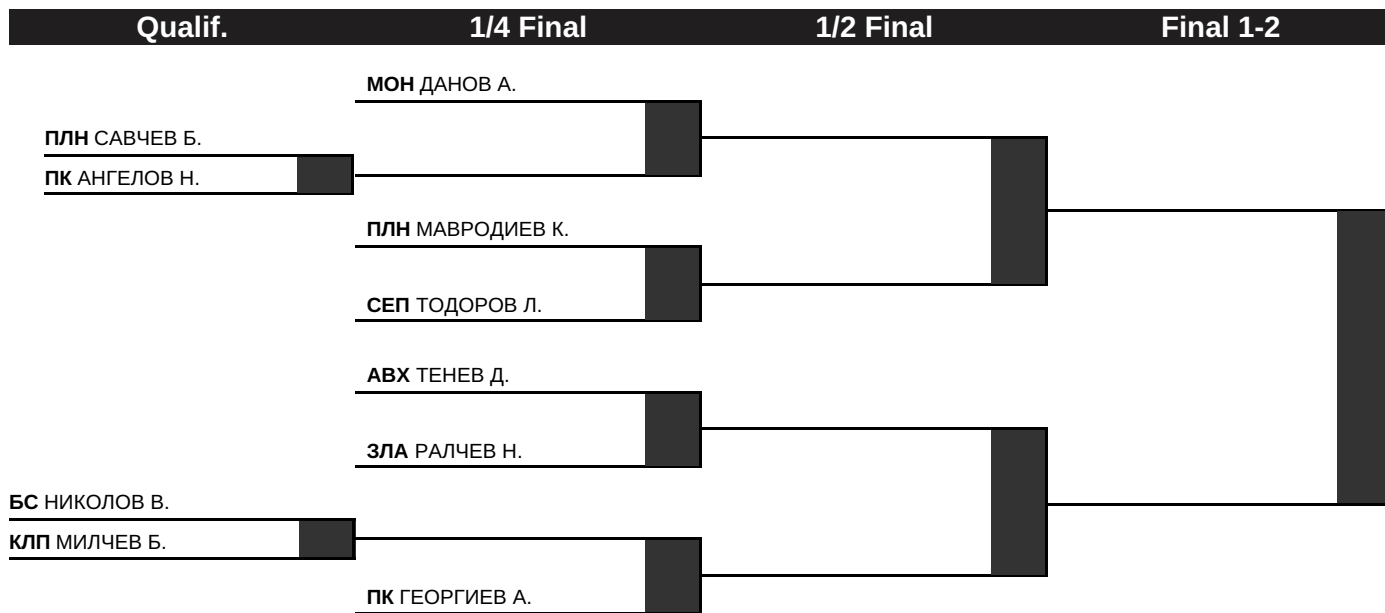 Qualif. 1/4 Final 1/2 Final Final 1-2
МОН ДАНОВ А.
ПЛН САВЧЕВ Б.
ПК АНГЕЛОВ Н.
ПЛН МАВРОДИЕВ К.
СЕП ТОДОРОВ Л.
АВХ ТЕНЕВ Д.
ЗЛА РАЛЧЕВ Н.
БС НИКОЛОВ В.
КЛП МИЛЧЕВ Б.
ПК ГЕОРГИЕВ А.